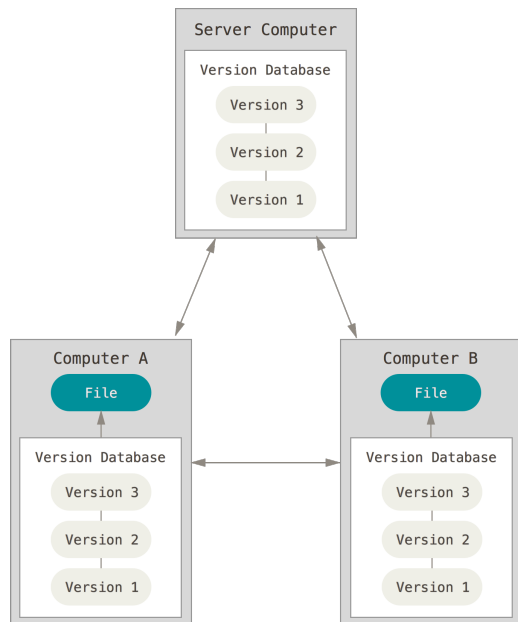 Server Computer
Version Database
Version 3
Version 2
Version 1
Computer A
File
Version Database
Version 3
Version 2
Version 1
Computer B
File
Version Database
Version 3
Version 2
Version 1